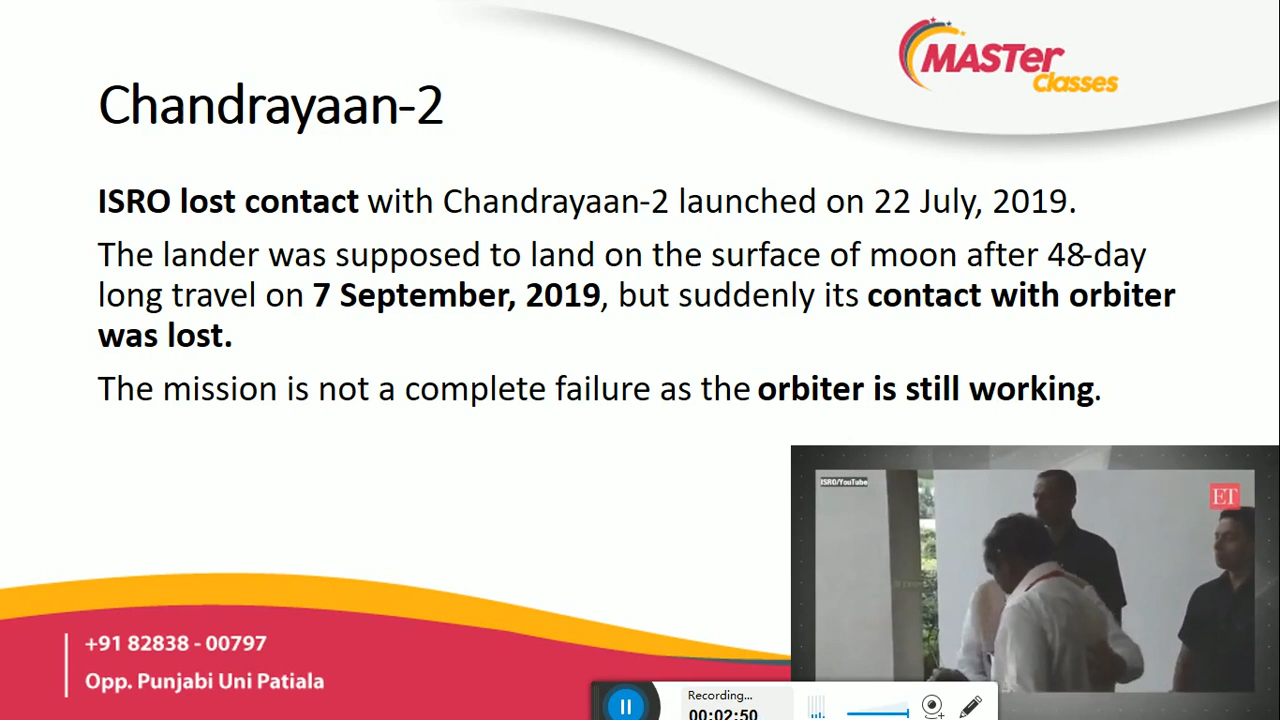 MASTer
Classes
Chandrayaan-2
ISRO lost contact with Chandrayaan-2 launched on 22 July, 2019.
The lander was supposed to land on the surface of moon after 48-day
long travel on 7 September, 2019, but suddenly its contact with orbiter
was lost.
The mission is not a complete failure as the orbiter is still working.
ISRO/YouTube
ET
+91 82838 - 00797
Opp. Punjabi Uni Patiala
Recording...
00:02:50